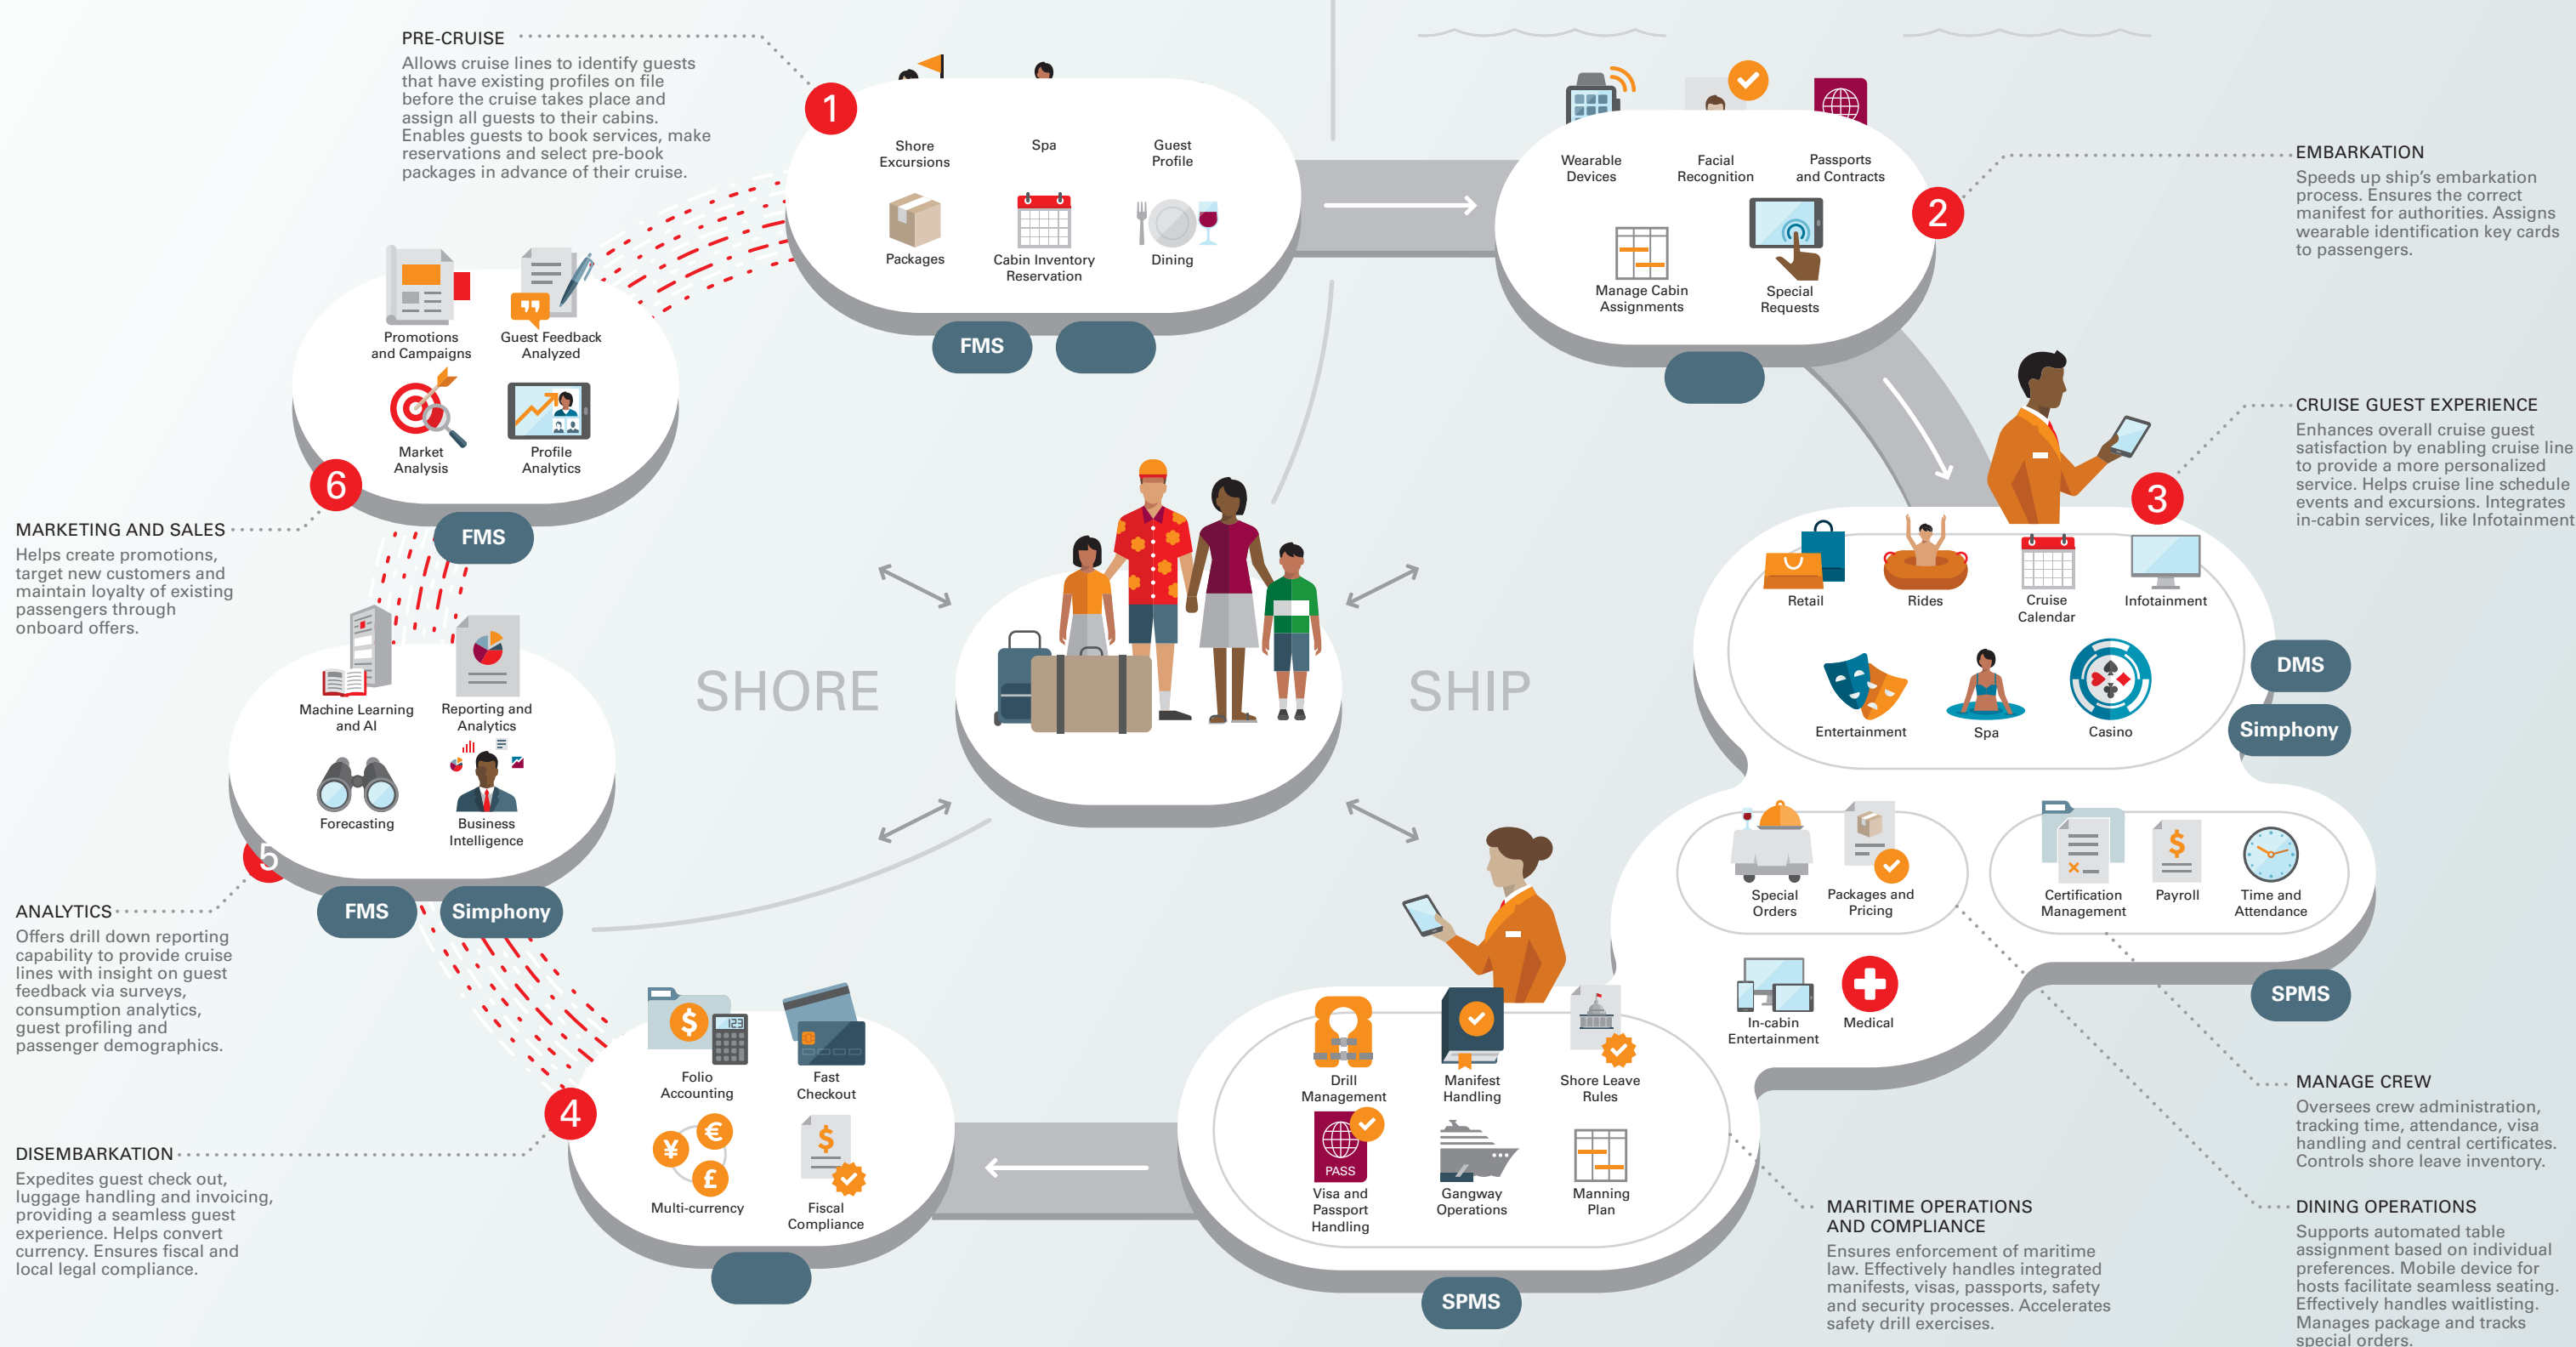 PRE-CRUISE
Allows cruise lines to identify guests
that have existing profiles on file
before the cruise takes place and
assign all guests to their cabins.
Enables guests to book services, make
reservations and select pre-book
packages in advance of their cruise.
1
Shore
Excursions
Spa
Guest
Profile
Packages
Cabin Inventory
Reservation
Dining
FMS
Wearable
Devices
Facial
Recognition
Passports
and Contracts
Manage Cabin
Assignments
Special
Requests
2
EMBARKATION
Speeds up ship's embarkation
process. Ensures the correct
manifest for authorities. Assigns
wearable identification key cards
to passengers.
CRUISE GUEST EXPERIENCE
Enhances overall cruise guest
satisfaction by enabling cruise line
to provide a more personalized
service. Helps cruise line schedule
events and excursions. Integrates
in-cabin services, like Infotainment
3
Retail
Rides
Cruise
Calendar
Infotainment
Entertainment
Spa
Casino
DMS
Simphony
Special
Orders
Packages and
Pricing
Certification
Management
Payroll
Time and
Attendance
In-cabin
Entertainment
Medical
SPMS
MANAGE CREW
Oversees crew administration,
tracking time, attendance, visa
handling and central certificates.
Controls shore leave inventory.
DINING OPERATIONS
Supports automated table
assignment based on individual
preferences. Mobile device for
hosts facilitate seamless seating.
Effectively handles waitlisting.
Manages package and tracks
special orders.
MARITIME OPERATIONS
AND COMPLIANCE
Ensures enforcement of maritime
law. Effectively handles integrated
manifests, visas, passports, safety
and security processes. Accelerates
safety drill exercises.
Drill
Management
Manifest
Handling
Shore Leave
Rules
PASS
Visa and
Passport
Handling
Gangway
Operations
Manning
Plan
SPMS
SHORE
SHIP
4
123
Folio
Accounting
Fast
Checkout
Multi-currency
Fiscal
Compliance
DISEMBARKATION
Expedites guest check out,
luggage handling and invoicing,
providing a seamless guest
experience. Helps convert
currency. Ensures fiscal and
local legal compliance.
5
Machine Learning
and AI
Reporting and
Analytics
Forecasting
Business
Intelligence
FMS
Simphony
ANALYTICS
Offers drill down reporting
capability to provide cruise
lines with insight on guest
feedback via surveys,
consumption analytics,
guest profiling and
passenger demographics.
6
Promotions
and Campaigns
Guest Feedback
Analyzed
Market
Analysis
Profile
Analytics
FMS
MARKETING AND SALES
Helps create promotions,
target new customers and
maintain loyalty of existing
passengers through
onboard offers.